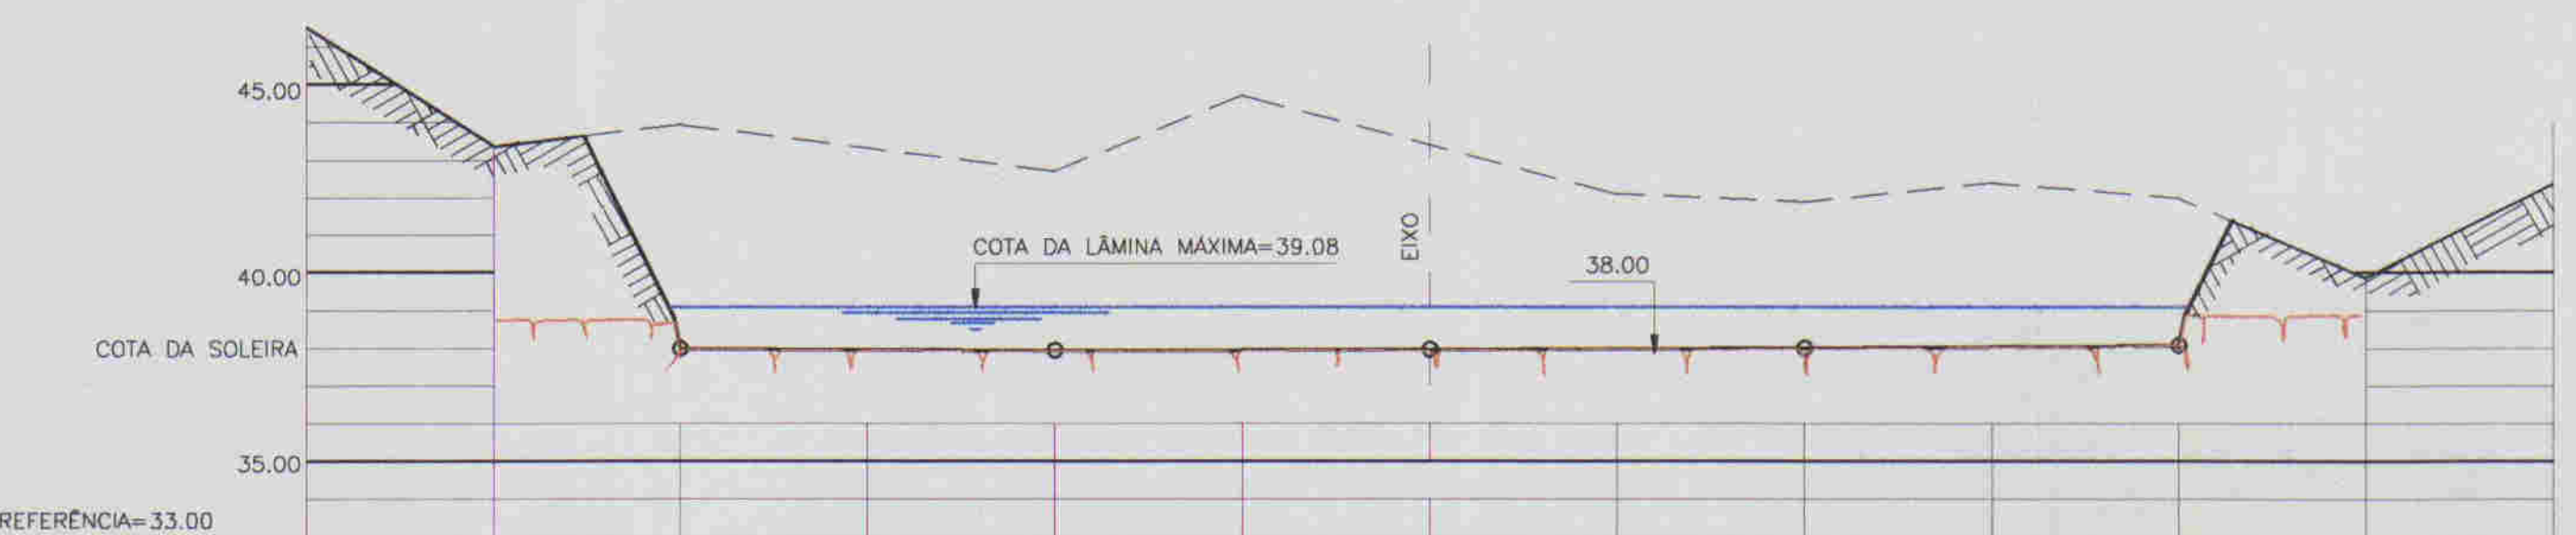 45.00
COTA DA LÂMINA MÁXIMA=39.08
EIXO
38.00
40.00
COTA DA SOLEIRA
35.00
REFERÊNCIA=33.00